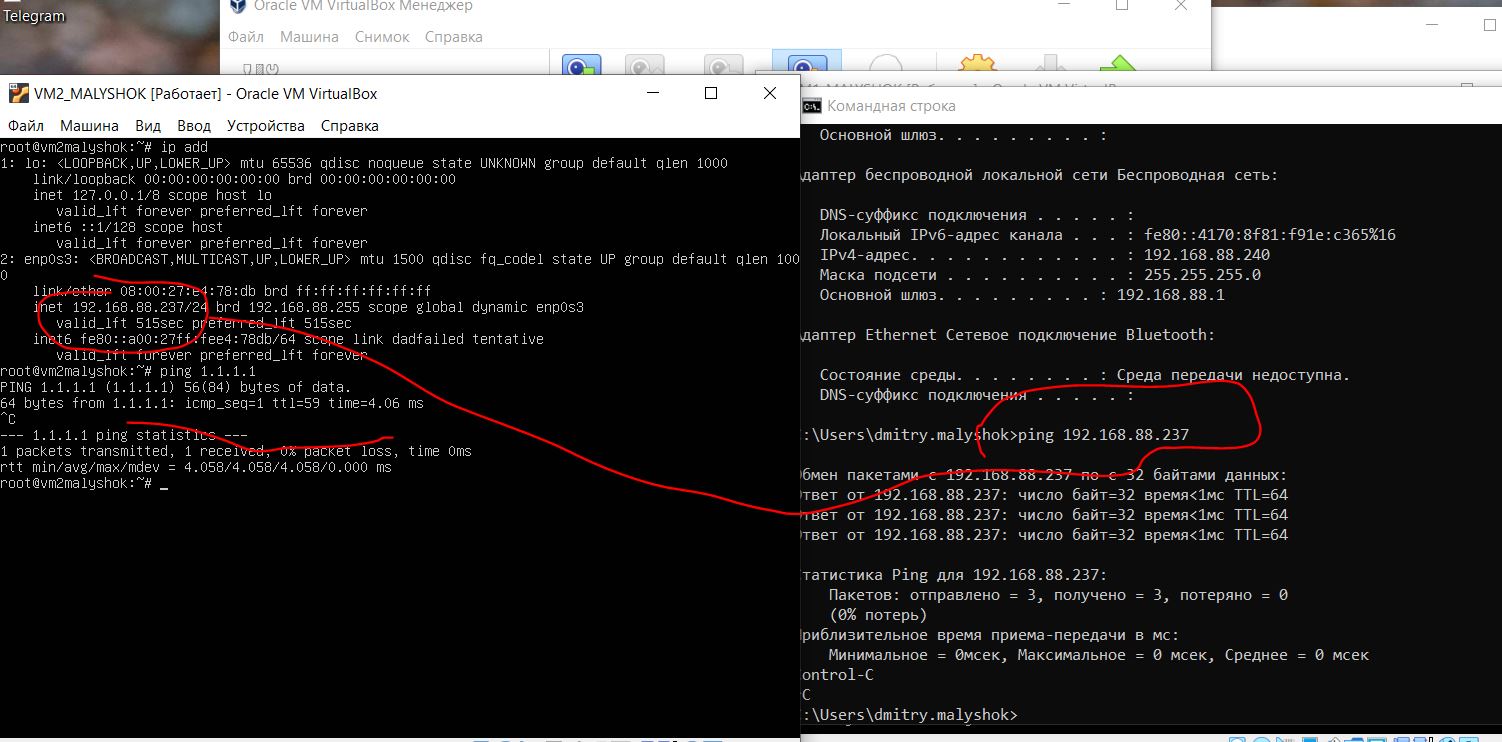 Telegram
Oracle VM VirtualBox Менеджер
Файл Машина Снимок Справка
VM2_MALYSHOK [Работает] - Oracle VM VirtualBox
Файл Машина Вид Ввод Устройства Справка
root@vm2malyshok:~# ip add
1: lo: <LOOPBACK,UP,LOWER_UP> mtu 65536 qdisc noqueue state UNKNOWN group default qlen 1000
link/loopback 00:00:00:00:00:00 brd 00:00:00:00:00:00
inet 127.0.0.1/8 scope host lo
valid_lft forever preferred_lft forever
inet6 ::1/128 scope host
valid_lft forever preferred_lft forever
2: enp0s3: <BROADCAST,MULTICAST,UP,LOWER_UP> mtu 1500 qdisc fq_codel state UP group default qlen 100
0
link/ether 08:00:27:e4:78:db brd ff:ff:ff:ff:ff:ff
inet 192.168.88.237/24 brd 192.168.88.255 scope global dynamic enp0s3
valid_lft 515sec preferred_lft 515sec
inet6 fe80::a00:27ff:fee4:78db/64 scope link dadfailed tentative
valid_lft forever preferred_lft forever
root@vm2malyshok:~# ping 1.1.1.1
PING 1.1.1.1 (1.1.1.1) 56(84) bytes of data.
64 bytes from 1.1.1.1: icmp_seq=1 ttl=59 time=4.06 ms
^C
--- 1.1.1.1 ping statistics ---
1 packets transmitted, 1 received, 0% packet loss, time 0ms
rtt min/avg/max/mdev = 4.058/4.058/4.058/0.000 ms
root@vm2malyshok:~# _
Командная строка
Основной шлюз. . . . . . . . . :
даптер беспроводной локальной сети Беспроводная сеть:
DNS-суффикс подключения . . . . . :
Локальный IPv6-адрес канала . . . : fe80::4170:8f81:f91e:c365%16
IPv4-адрес. . . . . . . . . . . . : 192.168.88.240
Маска подсети . . . . . . . . . . : 255.255.255.0
Основной шлюз. . . . . . . . . : 192.168.88.1
даптер Ethernet Сетевое подключение Bluetooth:
Состояние среды. . . . . . . . : Среда передачи недоступна.
DNS-суффикс подключения . . . . . :
:\Users\dmitry.malyshok>ping 192.168.88.237
бмен пакетами с 192.168.88.237 по с 32 байтами данных:
твет от 192.168.88.237: число байт=32 время<1мс TTL=64
твет от 192.168.88.237: число байт=32 время<1мс TTL=64
твет от 192.168.88.237: число байт=32 время<1мс TTL=64
татистика Ping для 192.168.88.237:
Пакетов: отправлено = 3, получено = 3, потеряно = 0
(0% потерь)
риблизительное время приема-передачи в мс:
Минимальное = 0мсек, Максимальное = 0 мсек, Среднее = 0 мсек
ontrol-C
C
:\Users\dmitry.malyshok>